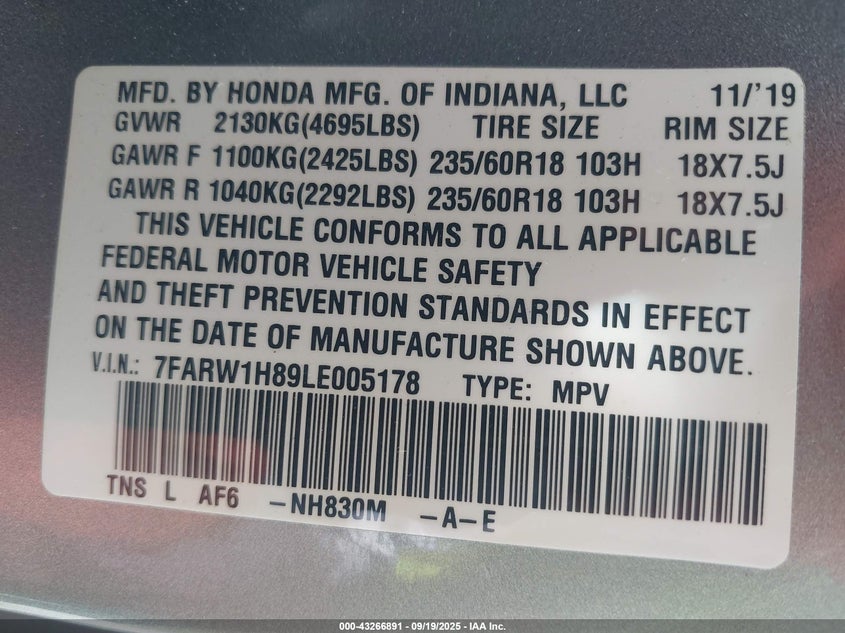 MFD. BY HONDA MFG. OF INDIANA, LLC 11/'19
GVWR 2130KG(4695LBS) TIRE SIZE RIM SIZE
GAWR F 1100KG(2425LBS) 235/60R18 103H 18X7.5J
GAWR R 1040KG(2292LBS) 235/60R18 103H 18X7.5J
THIS VEHICLE CONFORMS TO ALL APPLICABLE
FEDERAL MOTOR VEHICLE SAFETY
AND THEFT PREVENTION STANDARDS IN EFFECT
ON THE DATE OF MANUFACTURE SHOWN ABOVE.
V.I.N.: 7FARW1H89LE005178 TYPE: MPV
TNS L AF6 -NH830M -A-E
000-43266891 - 09/19/2025 - IAA Inc.